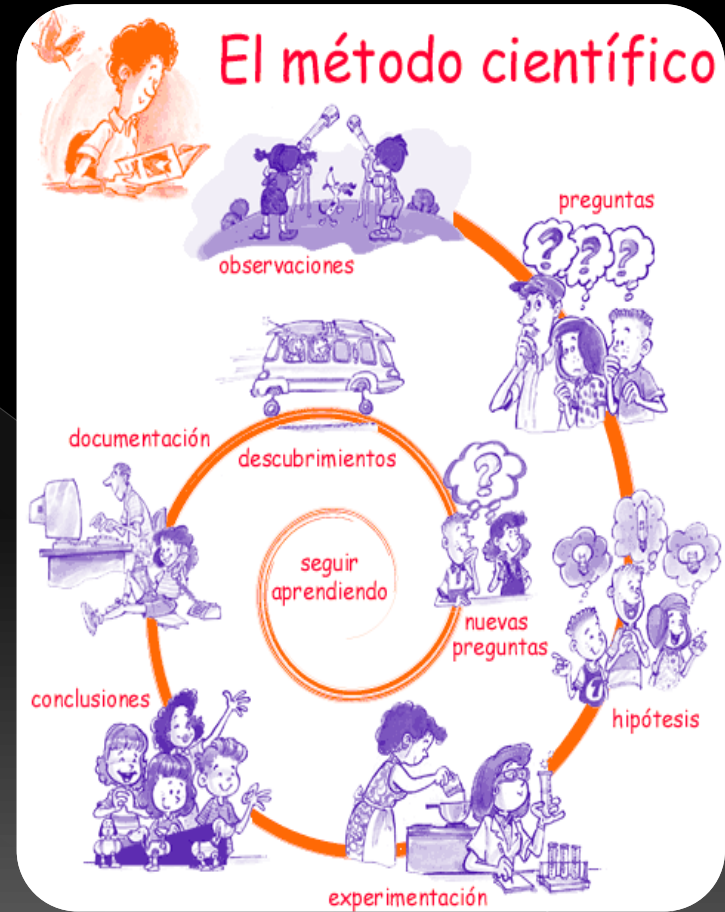 El método científico
observaciones
preguntas
? ? ?
hipótesis
experimentación
conclusiones
documentación
descubrimientos
?
nuevas
preguntas
seguir
aprendiendo